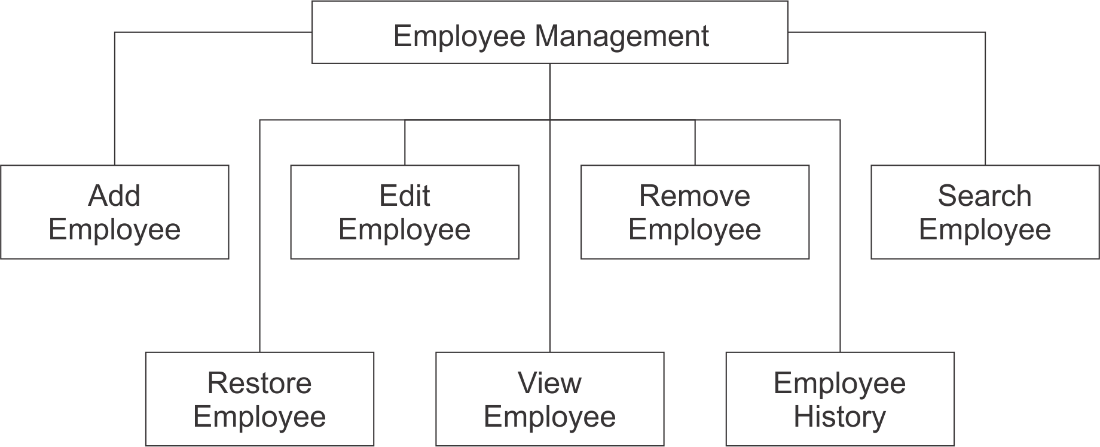 Employee Management
Add
Employee
Edit
Employee
Remove
Employee
Search
Employee
Restore
Employee
View
Employee
Employee
History